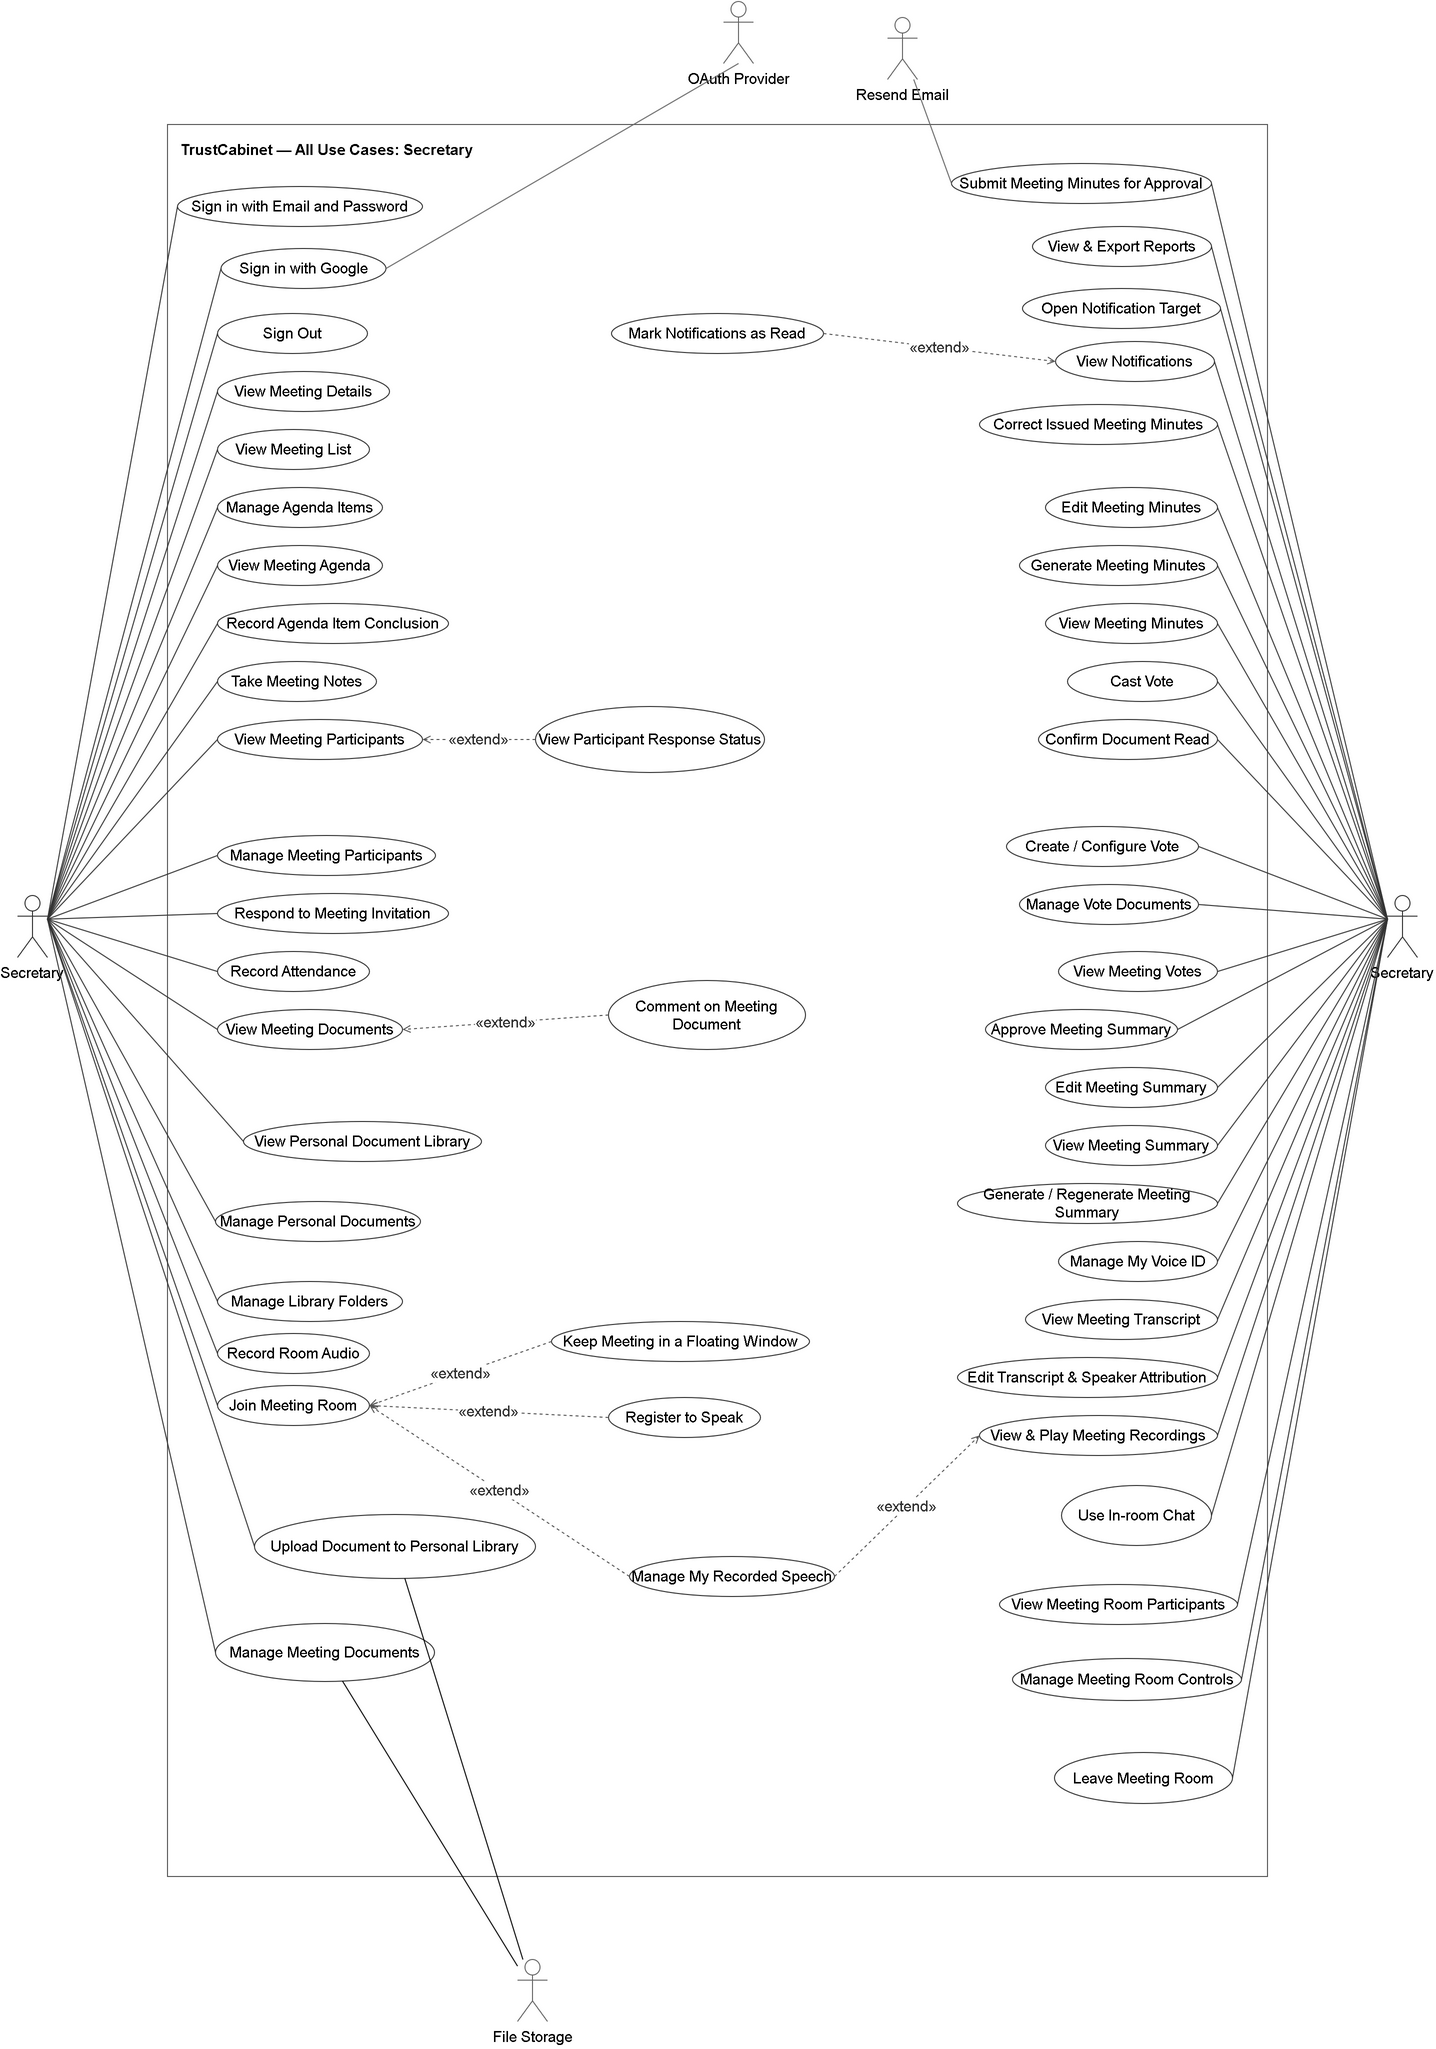 OAuth Provider
Resend Email
TrustCabinet — All Use Cases: Secretary
Sign in with Email and Password
Sign in with Google
Sign Out
View Meeting Details
View Meeting List
Manage Agenda Items
View Meeting Agenda
Record Agenda Item Conclusion
Take Meeting Notes
View Meeting Participants
«extend»
View Participant Response Status
Manage Meeting Participants
Respond to Meeting Invitation
Record Attendance
View Meeting Documents
«extend»
Comment on Meeting
Document
View Personal Document Library
Manage Personal Documents
Manage Library Folders
Record Room Audio
Join Meeting Room
Keep Meeting in a Floating Window
«extend»
«extend»
Register to Speak
«extend»
Manage My Recorded Speech
«extend»
Upload Document to Personal Library
Manage Meeting Documents
Secretary
Submit Meeting Minutes for Approval
View & Export Reports
Open Notification Target
Mark Notifications as Read
«extend»
View Notifications
Correct Issued Meeting Minutes
Edit Meeting Minutes
Generate Meeting Minutes
View Meeting Minutes
Cast Vote
Confirm Document Read
Create / Configure Vote
Manage Vote Documents
View Meeting Votes
Approve Meeting Summary
Edit Meeting Summary
View Meeting Summary
Generate / Regenerate Meeting
Summary
Manage My Voice ID
View Meeting Transcript
Edit Transcript & Speaker Attribution
View & Play Meeting Recordings
Use In-room Chat
View Meeting Room Participants
Manage Meeting Room Controls
Leave Meeting Room
Secretary
File Storage